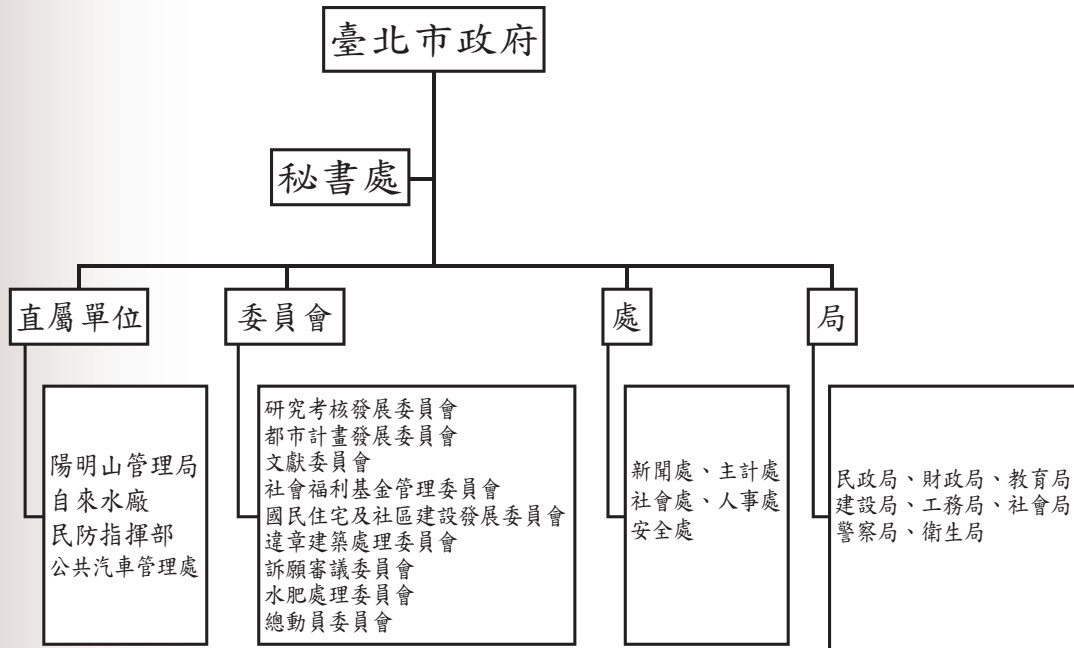 臺北市政府
秘書處
直屬單位
委員會
處
局
陽明山管理局
自來水廠
民防指揮部
公共汽車管理處
研究考核發展委員會
都市計畫發展委員會
文獻委員會
社會福利基金管理委員會
國民住宅及社區建設發展委員會
違章建築處理委員會
訴願審議委員會
水肥處理委員會
總動員委員會
新聞處、主計處
社會處、人事處
安全處
民政局、財政局、教育局
建設局、工務局、社會局
警察局、衛生局